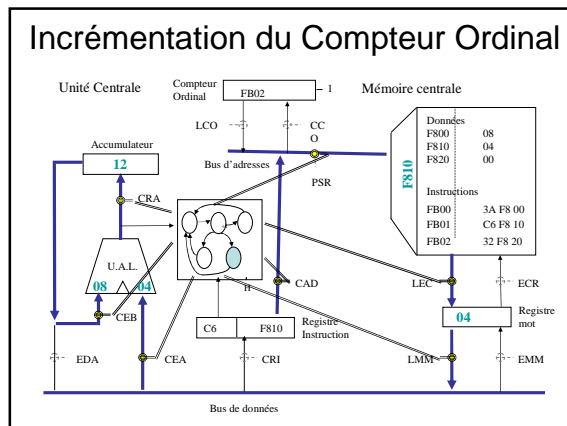 Incrémentation du Compteur Ordinal
Unité Centrale
Compteur
Ordinal
FB02
1
Mémoire centrale
LCO
CC
O
Accumulateur
12
Bus d'adresses
PSR
F810
Données
F800 08
F810 04
F820 00
Instructions
FB00 3A F8 00
FB01 C6 F8 10
FB02 32 F8 20
CRA
U.A.L.
08 04
H
CAD
LEC
ECR
CEB
C6 F810
Registre
Instruction
04
Registre
mot
EDA
CEA
CRI
LMM
EMM
Bus de données